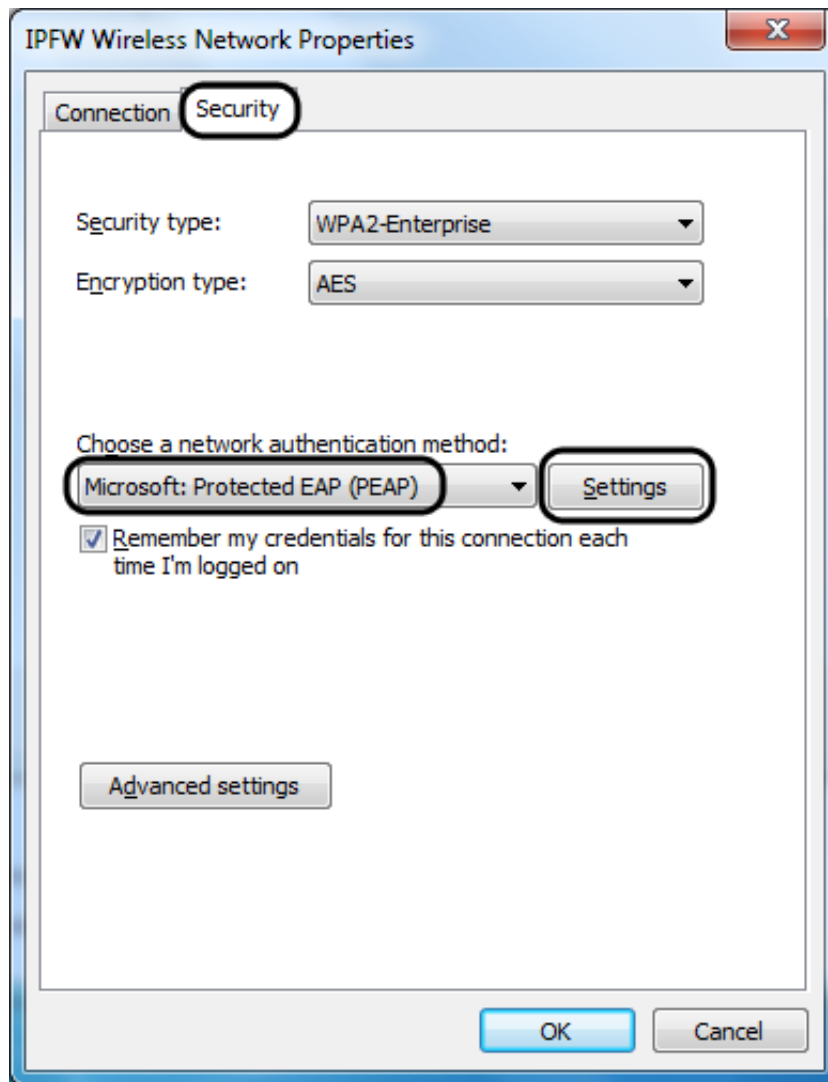 IPFW Wireless Network Properties
Connection
Security
Security type:
WPA2-Enterprise
Encryption type:
AES
Choose a network authentication method:
Microsoft: Protected EAP (PEAP)
Settings
Remember my credentials for this connection each
time I'm logged on
Advanced settings
OK
Cancel